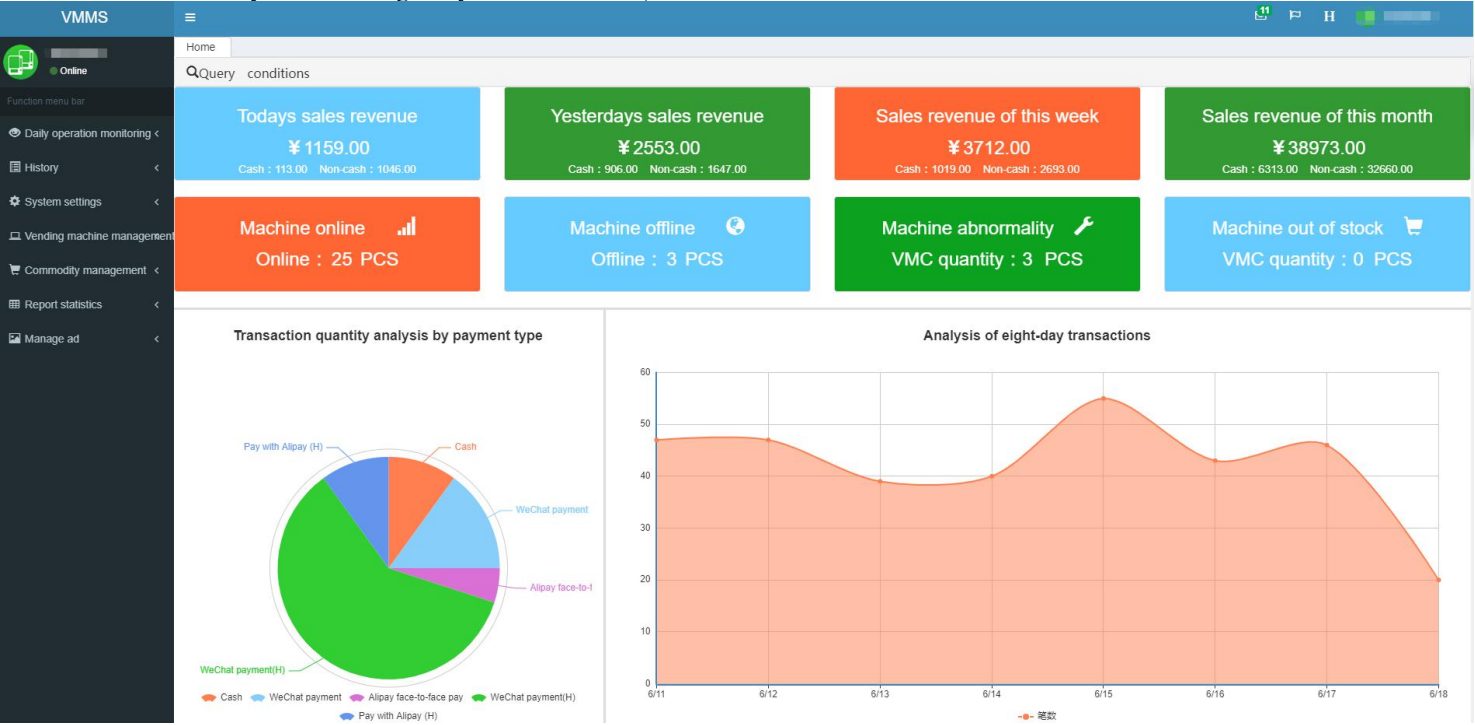 VMMS
11
H
Online
Home
Query conditions
Function menu bar
Daily operation monitoring
History
System settings
Vending machine management
Commodity management
Report statistics
Manage ad
Todays sales revenue
¥1159.00
Cash：113.00 Non-cash：1046.00
Yesterdays sales revenue
¥2553.00
Cash：906.00 Non-cash：1647.00
Sales revenue of this week
¥3712.00
Cash：1019.00 Non-cash：2693.00
Sales revenue of this month
¥38973.00
Cash：6313.00 Non-cash：32660.00
Machine online
Online： 25 PCS
Machine offline
Offline： 3 PCS
Machine abnormality
VMC quantity：3 PCS
Machine out of stock
VMC quantity：0 PCS
Transaction quantity analysis by payment type
Pay with Alipay (H)
Cash
WeChat payment
Alipay face-to-f
WeChat payment(H)
Cash WeChat payment Alipay face-to-face pay WeChat payment(H)
Pay with Alipay (H)
Analysis of eight-day transactions
60
50
40
30
20
10
0
6/11 6/12 6/13 6/14 6/15 6/16 6/17 6/18
笔数